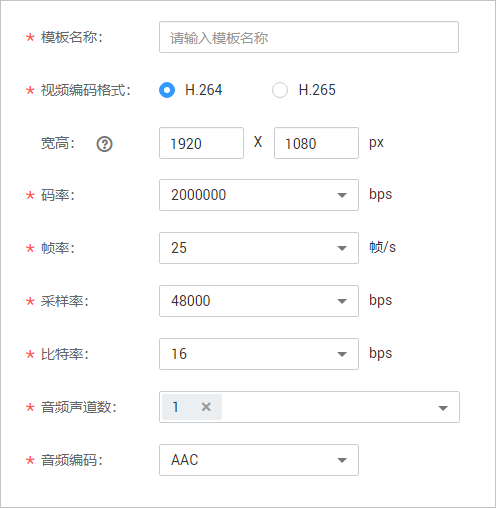 * 模板名称: 请输入模板名称
* 视频编码格式: H.264 H.265
宽高: ? 1920 X 1080 px
* 码率: 2000000 bps
* 帧率: 25 帧/s
* 采样率: 48000 bps
* 比特率: 16 bps
* 音频声道数: 1 ×
* 音频编码: AAC